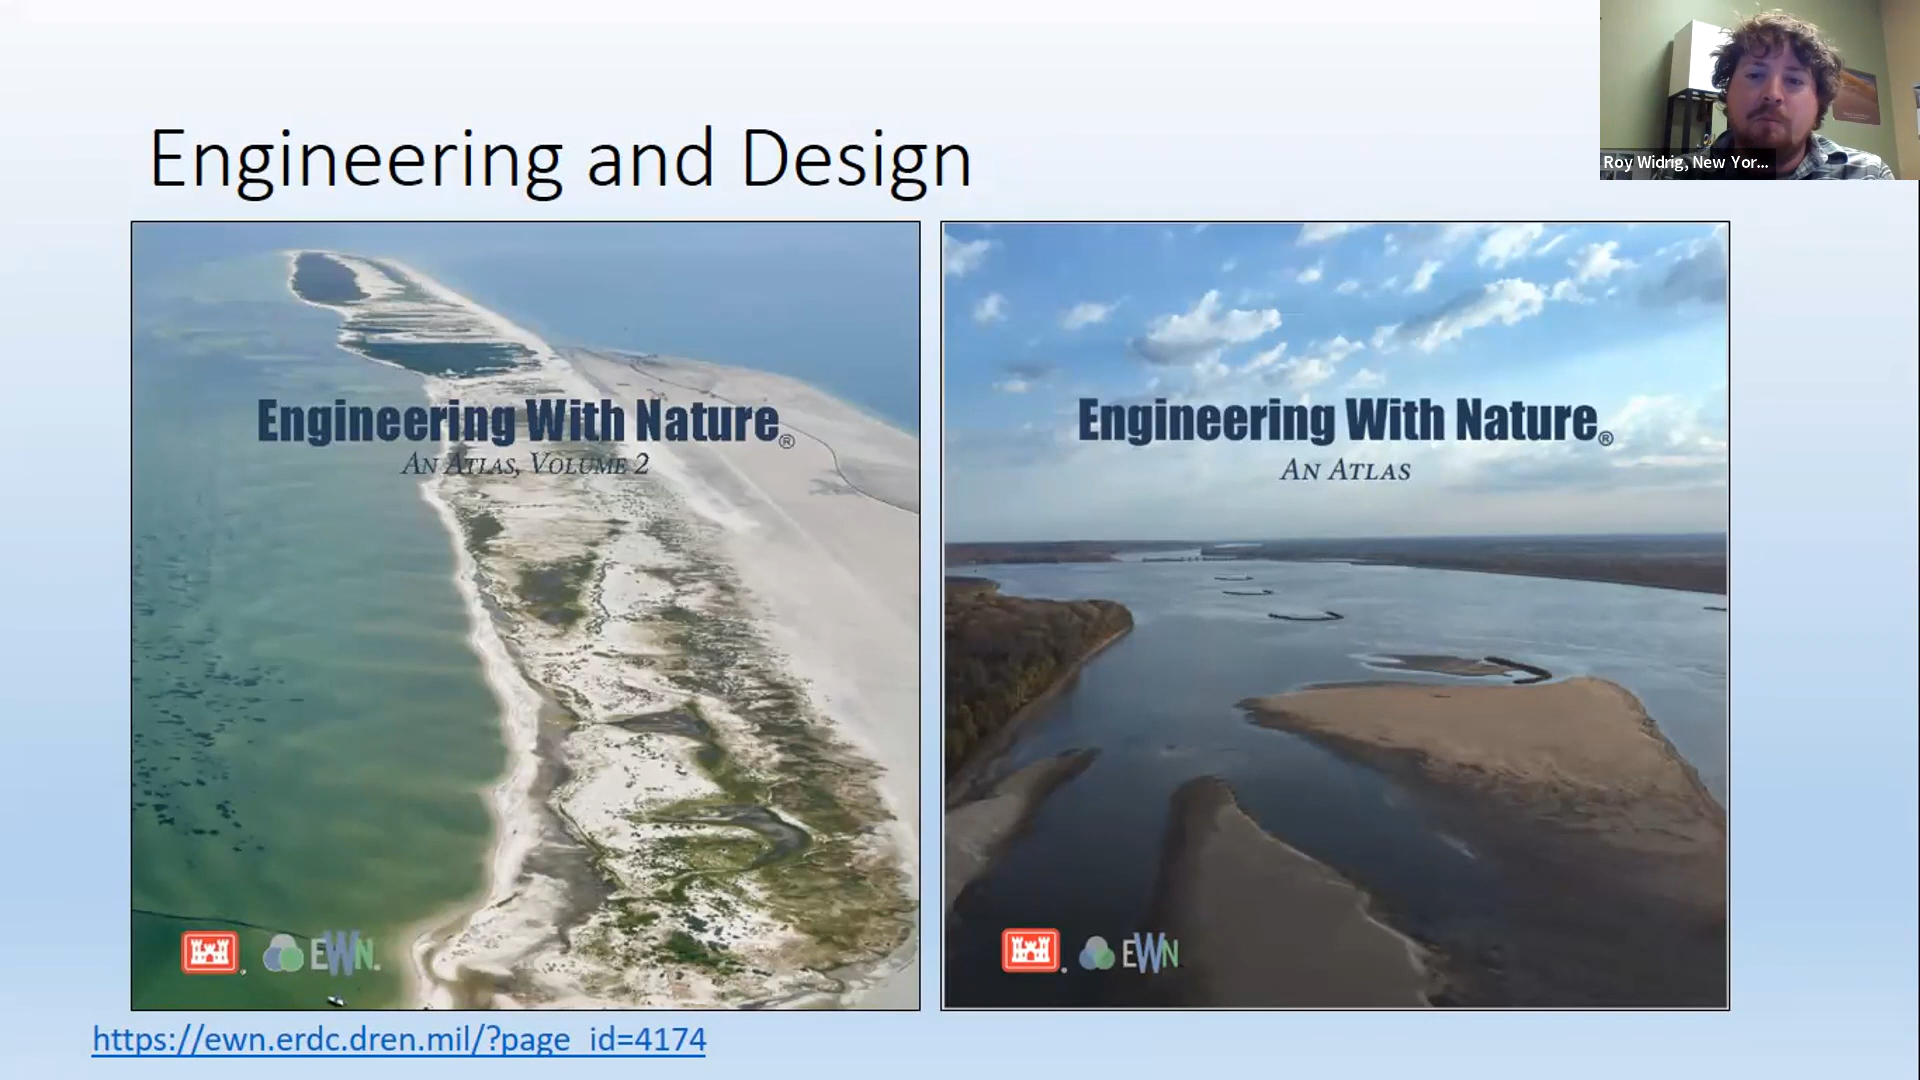 Roy Widrig, New Yor...
Engineering and Design
Engineering With Nature®
AN ATLAS, VOLUME 2
EWN.
Engineering With Nature®
AN ATLAS
EWN
https://ewn.erdc.dren.mil/?page_id=4174